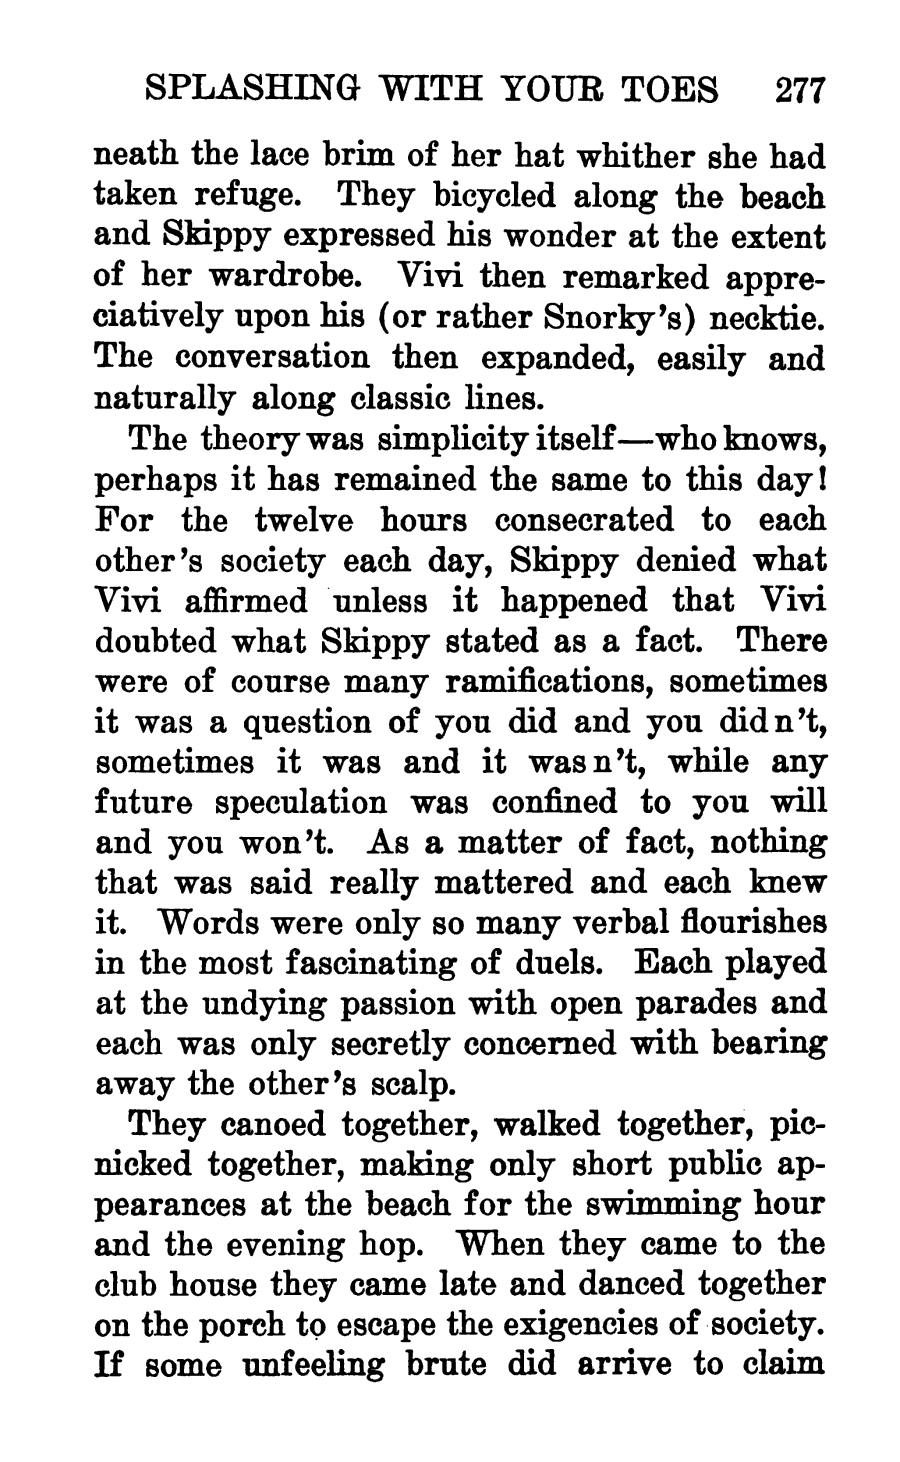 SPLASHING WITH YOUR TOES 277
neath the lace brim of her hat whither she had
taken refuge. They bicycled along the beach
and Skippy expressed his wonder at the extent
of her wardrobe. Vivi then remarked appre-
ciatively upon his (or rather Snorky's) necktie.
The conversation then expanded, easily and
naturally along classic lines.
The theory was simplicity itself—who knows,
perhaps it has remained the same to this day!
For the twelve hours consecrated to each
other's society each day, Skippy denied what
Vivi affirmed unless it happened that Vivi
doubted what Skippy stated as a fact. There
were of course many ramifications, sometimes
it was a question of you did and you didn't,
sometimes it was and it wasn't, while any
future speculation was confined to you will
and you won't. As a matter of fact, nothing
that was said really mattered and each knew
it. Words were only so many verbal flourishes
in the most fascinating of duels. Each played
at the undying passion with open parades and
each was only secretly concerned with bearing
away the other's scalp.
They canoed together, walked together, pic-
nicked together, making only short public ap-
pearances at the beach for the swimming hour
and the evening hop. When they came to the
club house they came late and danced together
on the porch to escape the exigencies of society.
If some unfeeling brute did arrive to claim